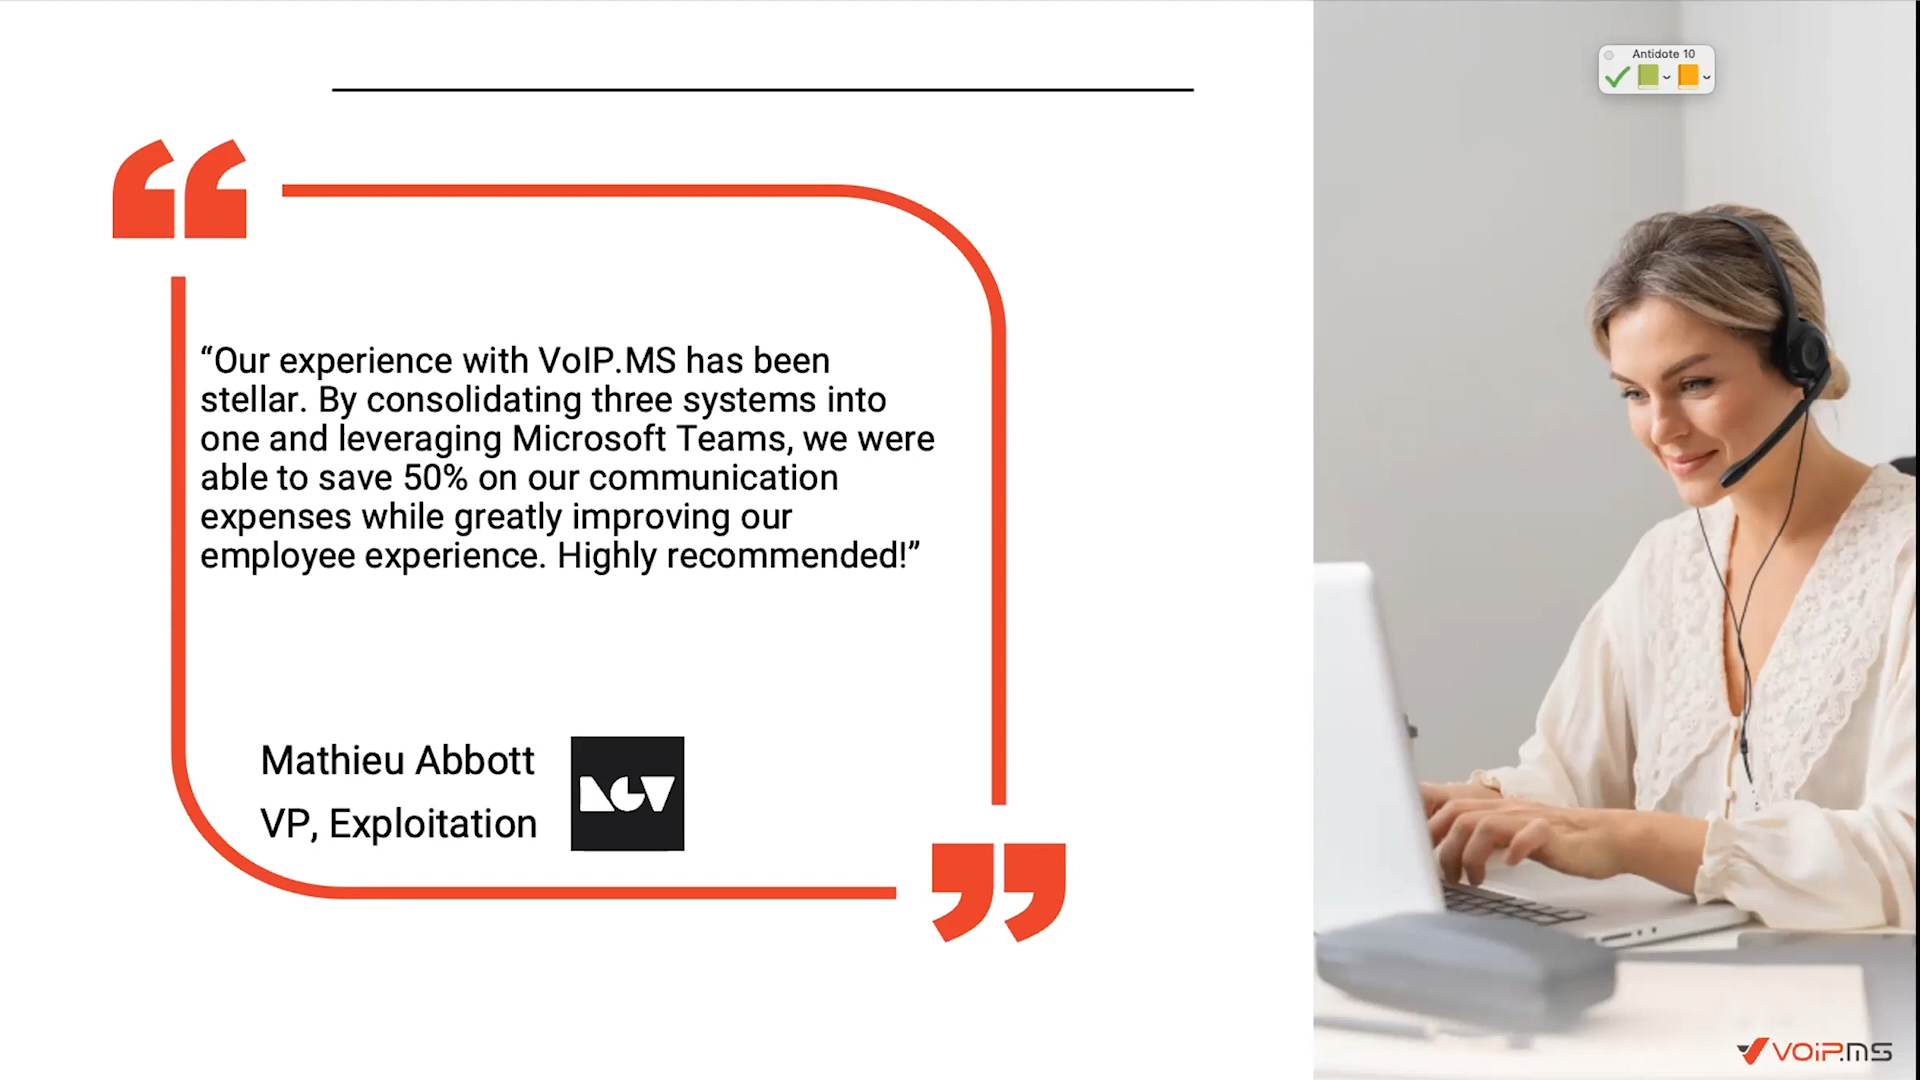 Antidote 10
“Our experience with VoIP.MS has been
stellar. By consolidating three systems into
one and leveraging Microsoft Teams, we were
able to save 50% on our communication
expenses while greatly improving our
employee experience. Highly recommended!”
Mathieu Abbott
VP, Exploitation
NGV
VOiP.MS